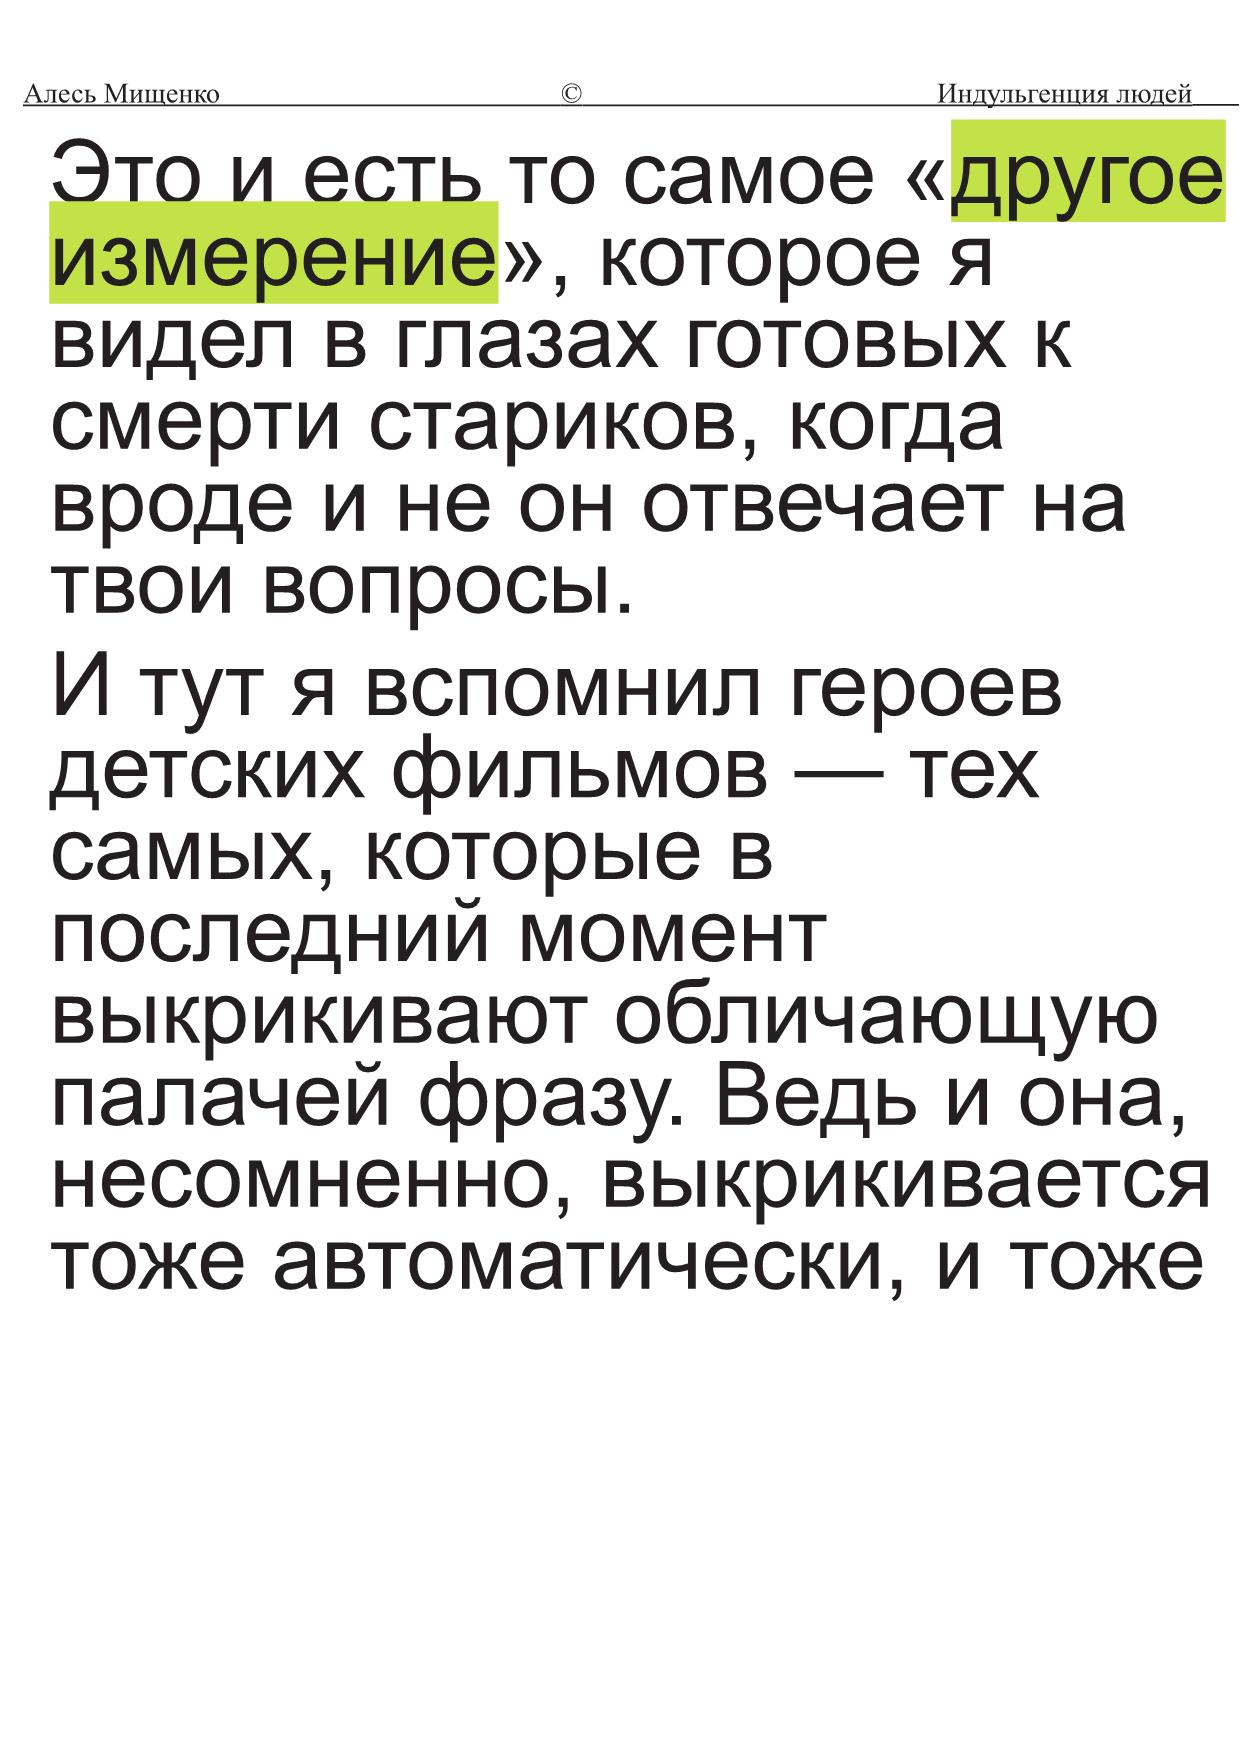 Алесь Мищенко © Индульгенция людей
Это и есть то самое «другое
измерение», которое я
видел в глазах готовых к
смерти стариков, когда
вроде и не он отвечает на
твои вопросы.
И тут я вспомнил героев
детских фильмов — тех
самых, которые в
последний момент
выкрикивают обличающую
палачей фразу. Ведь и она,
несомненно, выкрикивается
тоже автоматически, и тоже